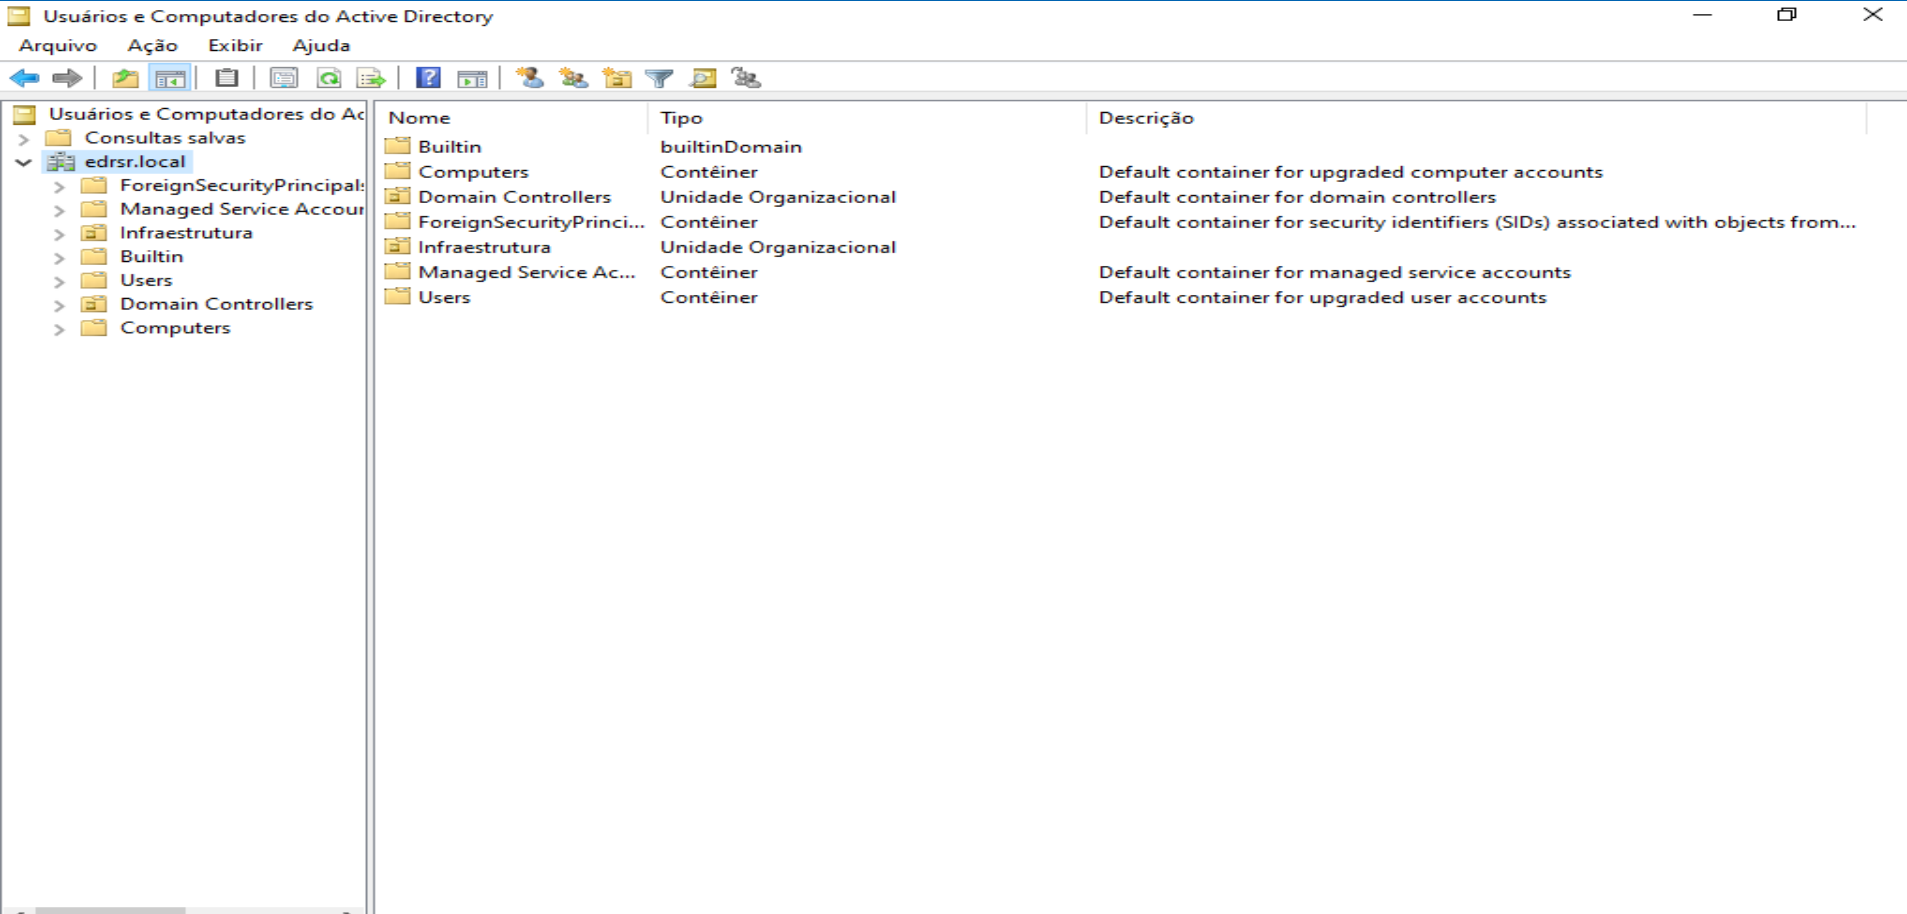 Usuários e Computadores do Active Directory
Arquivo Ação Exibir Ajuda
Usuários e Computadores do Ac
Consultas salvas
edrsr.local
ForeignSecurityPrincipals
Managed Service Accour
Infraestrutura
Builtin
Users
Domain Controllers
Computers
Nome Tipo Descrição
Builtin builtinDomain
Computers Contêiner Default container for upgraded computer accounts
Domain Controllers Unidade Organizacional Default container for domain controllers
ForeignSecurityPrinci... Contêiner Default container for security identifiers (SIDs) associated with objects from...
Infraestrutura Unidade Organizacional
Managed Service Ac... Contêiner Default container for managed service accounts
Users Contêiner Default container for upgraded user accounts